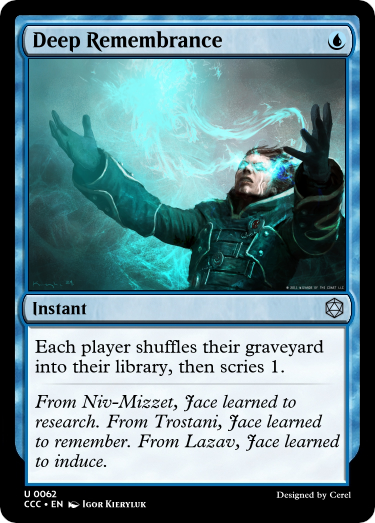 Deep Remembrance
Instant
Each player shuffles their graveyard
into their library, then scries 1.
From Niv-Mizzet, Jace learned to
research. From Trostani, Jace learned
to remember. From Lazav, Jace learned
to induce.
U 0062
Designed by Cerel
CCC • EN Igor Kieryluk